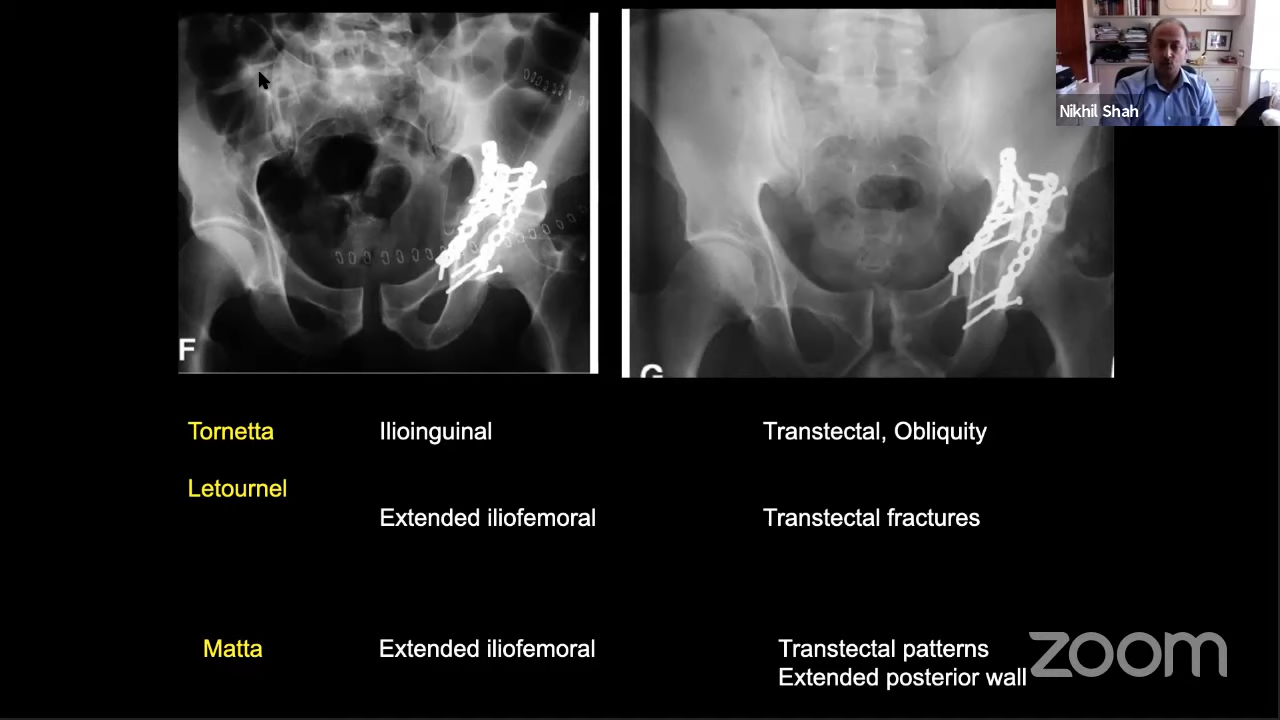 Nikhil Shah
F
G
Tornetta Ilioinguinal Transtectal, Obliquity
Letournel
Extended iliofemoral Transtectal fractures
Matta Extended iliofemoral Transtectal patterns
Extended posterior wall
zoom